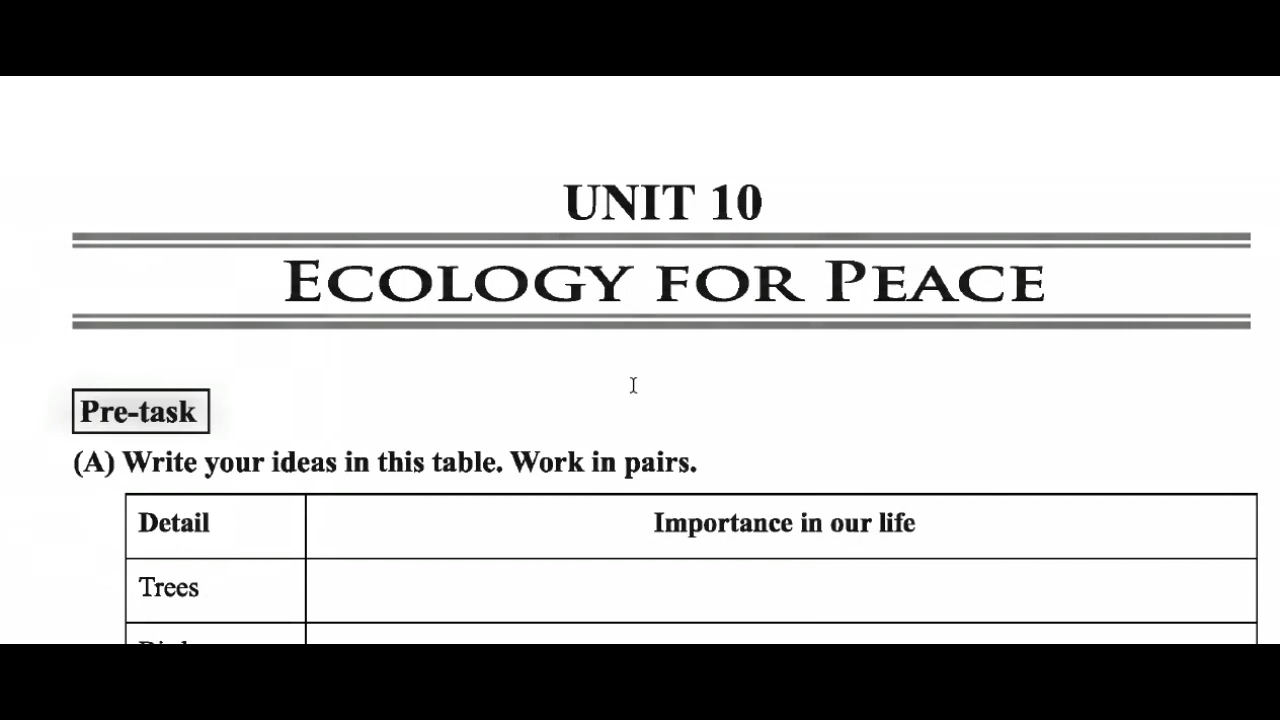 UNIT 10
ECOLOGY FOR PEACE
Pre-task
(A) Write your ideas in this table. Work in pairs.
Detail Importance in our life
Trees